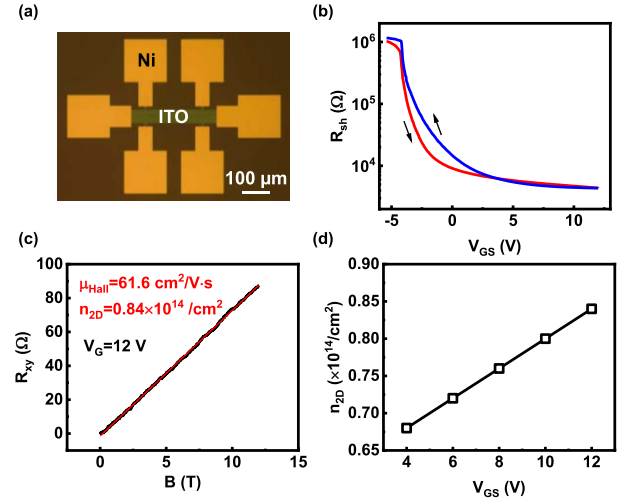 (a)
Ni
ITO
100 µm
(b)
10⁶
10⁵
10⁴
R_sh (Ω)
-5 0 5 10
V_GS (V)
(c)
100
80
60
40
20
0
R_xy (Ω)
μ_Hall=61.6 cm²/V·s
n_2D=0.84×10¹⁴ /cm²
V_G=12 V
0 5 10 15
B (T)
(d)
0.90
0.85
0.80
0.75
0.70
0.65
n_2D (×10¹⁴/cm²)
4 6 8 10 12
V_GS (V)